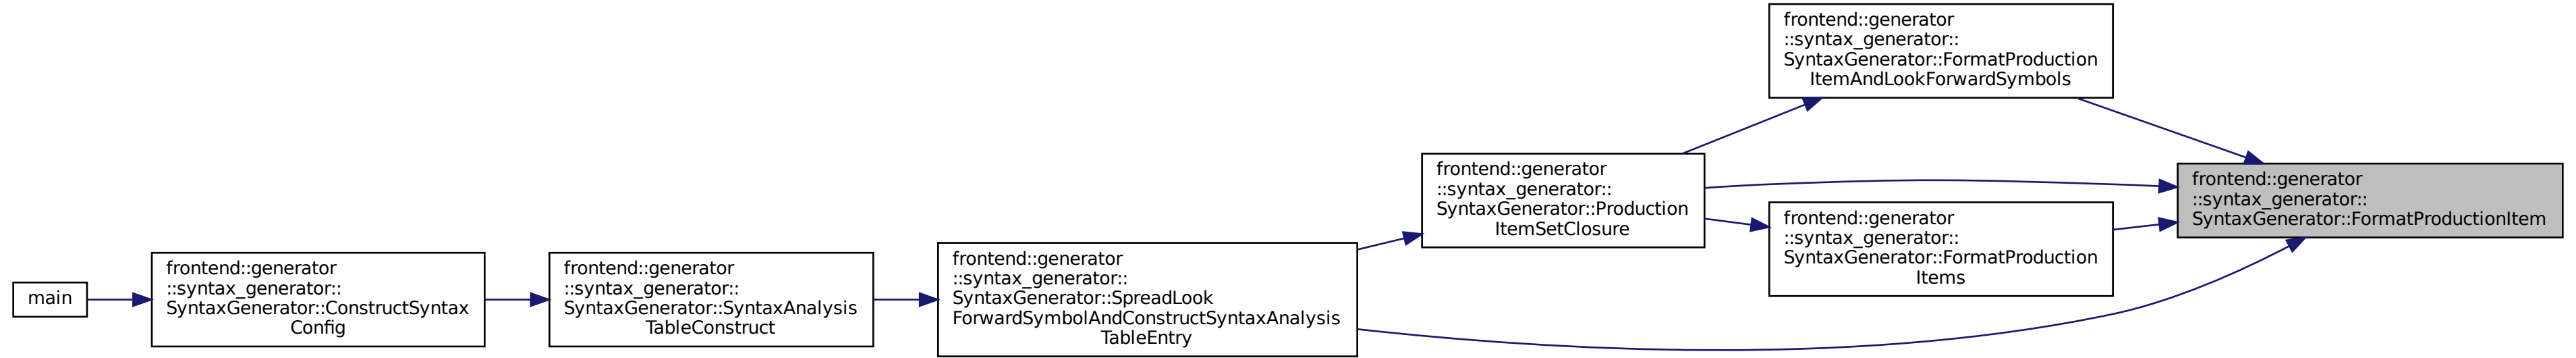 main
frontend::generator
::syntax_generator::
SyntaxGenerator::ConstructSyntax
Config
frontend::generator
::syntax_generator::
SyntaxGenerator::SyntaxAnalysis
TableConstruct
frontend::generator
::syntax_generator::
SyntaxGenerator::SpreadLook
ForwardSymbolAndConstructSyntaxAnalysis
TableEntry
frontend::generator
::syntax_generator::
SyntaxGenerator::Production
ItemSetClosure
frontend::generator
::syntax_generator::
SyntaxGenerator::FormatProduction
ItemAndLookForwardSymbols
frontend::generator
::syntax_generator::
SyntaxGenerator::FormatProduction
Items
frontend::generator
::syntax_generator::
SyntaxGenerator::FormatProductionItem